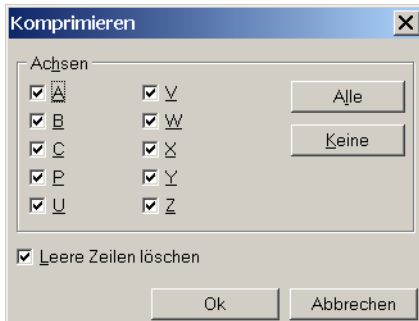 Komprimieren
Achsen
A V Alle
B W Keine
C X
P Y
U Z
Leere Zeilen löschen
Ok Abbrechen